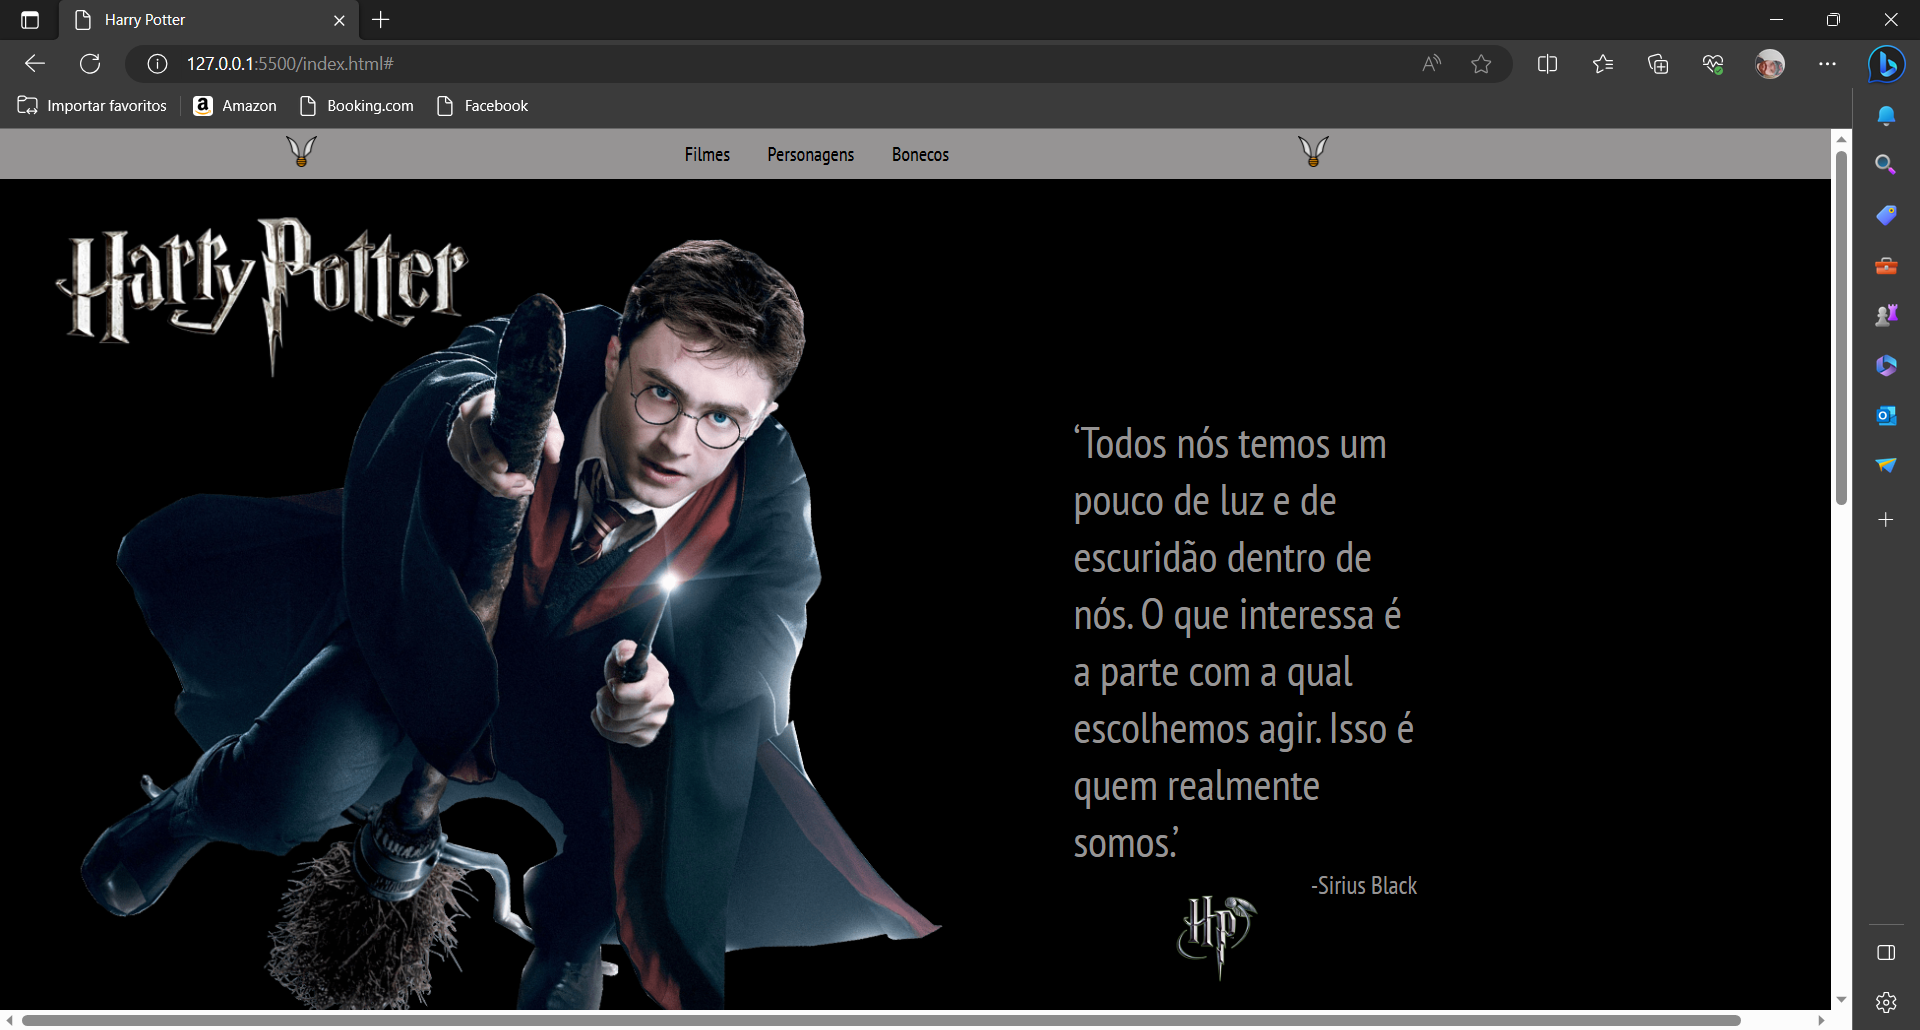 Harry Potter
127.0.0.1:5500/index.html#
Importar favoritos Amazon Booking.com Facebook
Filmes Personagens Bonecos
Harry Potter
‘Todos nós temos um
pouco de luz e de
escuridão dentro de
nós. O que interessa é
a parte com a qual
escolhemos agir. Isso é
quem realmente
somos.’
-Sirius Black
HP